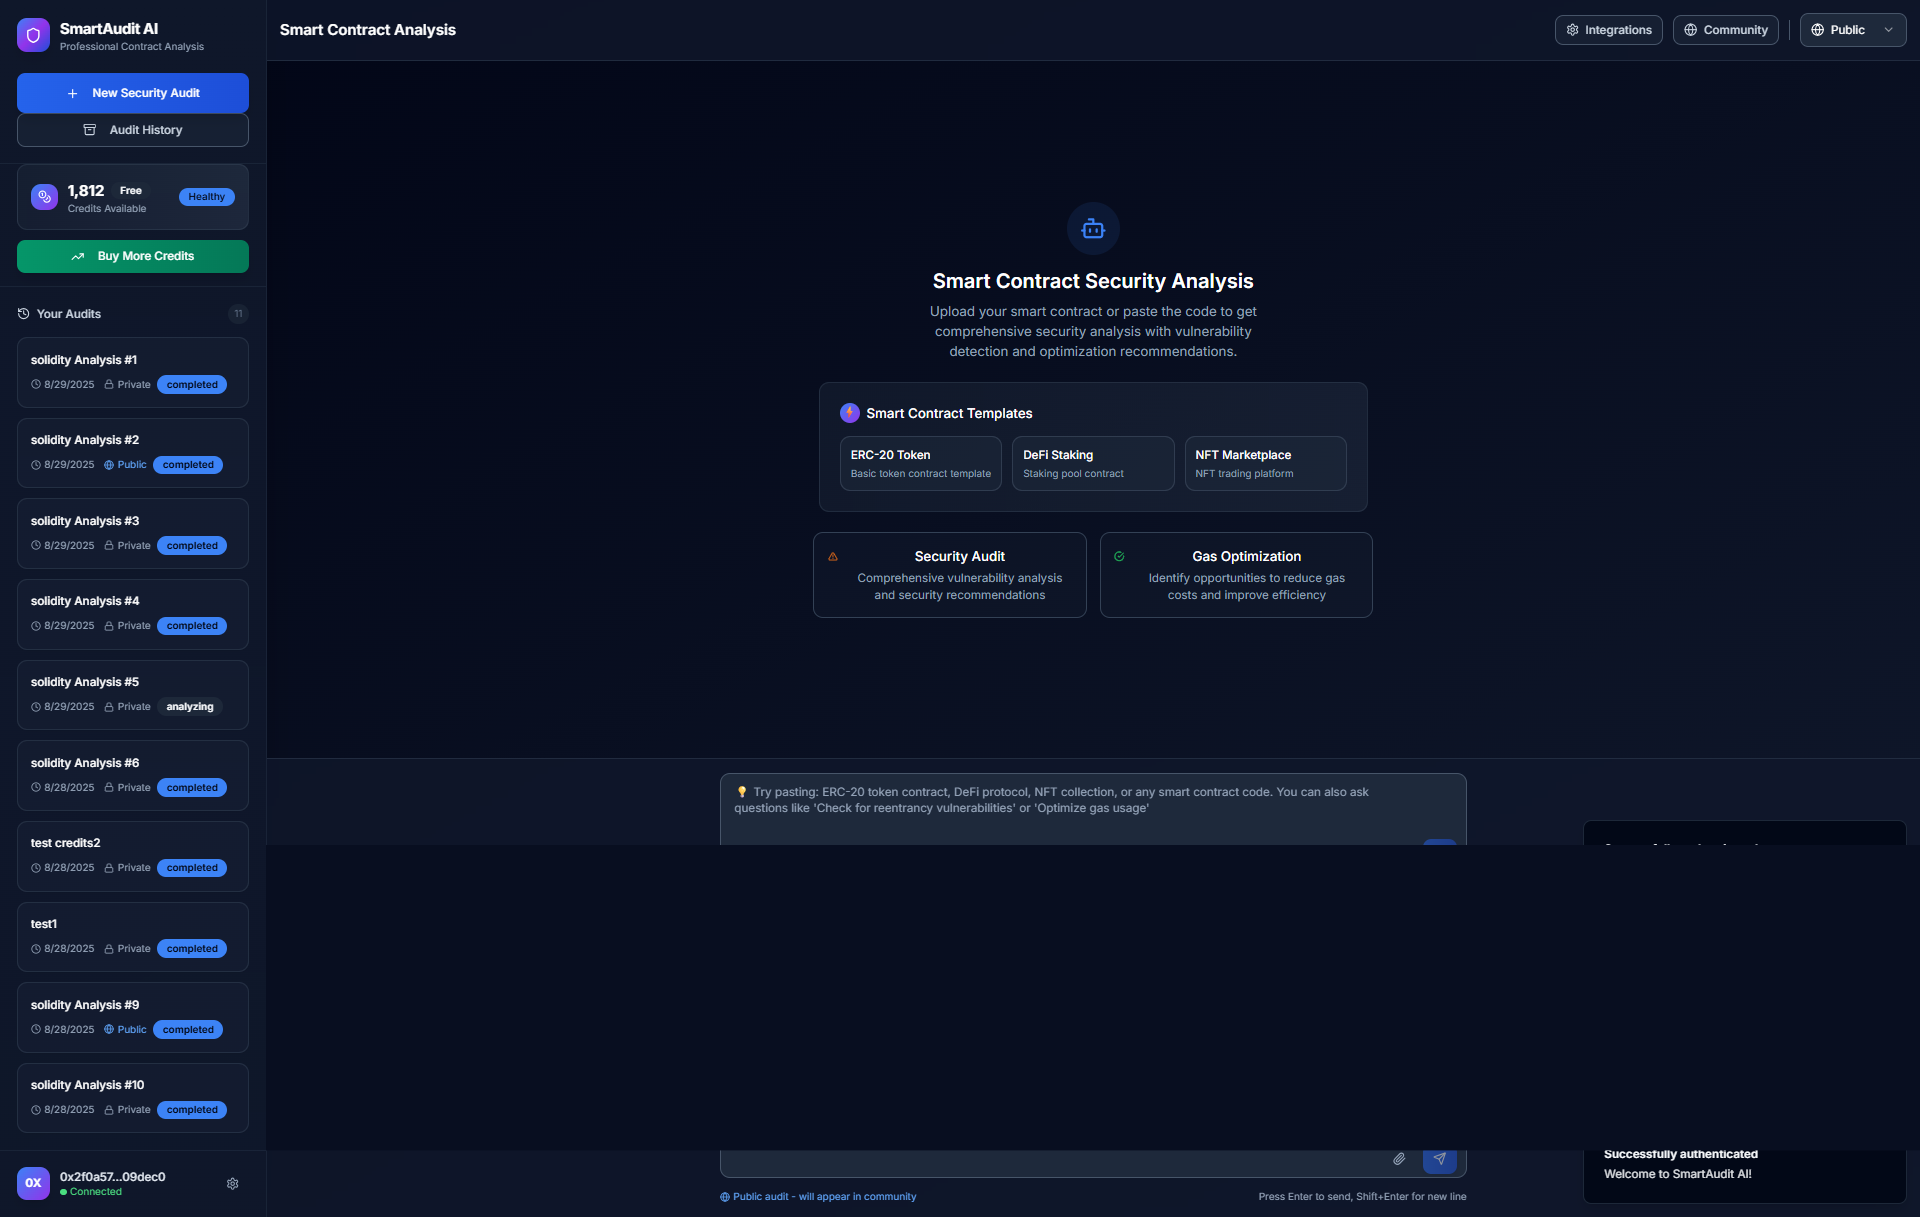 SmartAudit AI
Professional Contract Analysis
New Security Audit
Audit History
1,812 Free
Credits Available
Healthy
Buy More Credits
Your Audits 11
solidity Analysis #1
8/29/2025 Private completed
solidity Analysis #2
8/29/2025 Public completed
solidity Analysis #3
8/29/2025 Private completed
solidity Analysis #4
8/29/2025 Private completed
solidity Analysis #5
8/29/2025 Private analyzing
solidity Analysis #6
8/28/2025 Private completed
test credits2
8/28/2025 Private completed
test1
8/28/2025 Private completed
solidity Analysis #9
8/28/2025 Public completed
solidity Analysis #10
8/28/2025 Private completed
0X
0x2f0a57...09dec0
Connected
Smart Contract Analysis
Integrations
Community
Public
Smart Contract Security Analysis
Upload your smart contract or paste the code to get
comprehensive security analysis with vulnerability
detection and optimization recommendations.
Smart Contract Templates
ERC-20 Token
Basic token contract template
DeFi Staking
Staking pool contract
NFT Marketplace
NFT trading platform
Security Audit
Comprehensive vulnerability analysis
and security recommendations
Gas Optimization
Identify opportunities to reduce gas
costs and improve efficiency
Try pasting: ERC-20 token contract, DeFi protocol, NFT collection, or any smart contract code. You can also ask
questions like 'Check for reentrancy vulnerabilities' or 'Optimize gas usage'
Public audit - will appear in community
Press Enter to send, Shift+Enter for new line
Successfully authenticated
Welcome to SmartAudit AI!